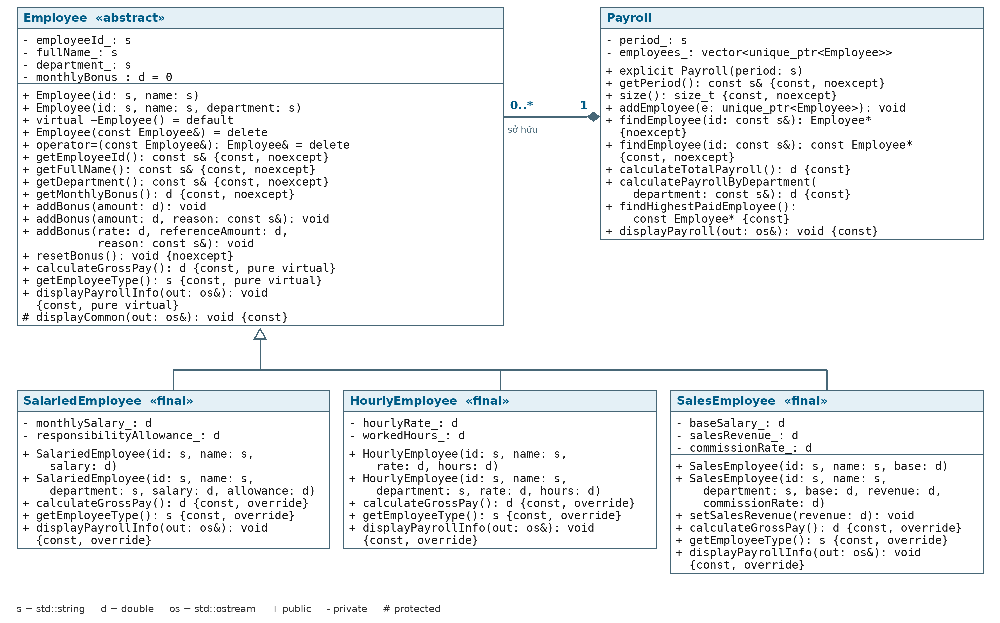 Employee «abstract»
- employeeId_: s
- fullName_: s
- department_: s
- monthlyBonus_: d = 0
+ Employee(id: s, name: s)
+ Employee(id: s, name: s, department: s)
+ virtual ~Employee() = default
+ Employee(const Employee&) = delete
+ operator=(const Employee&): Employee& = delete
+ getEmployeeId(): const s& {const, noexcept}
+ getFullName(): const s& {const, noexcept}
+ getDepartment(): const s& {const, noexcept}
+ getMonthlyBonus(): d {const, noexcept}
+ addBonus(amount: d): void
+ addBonus(amount: d, reason: const s&): void
+ addBonus(rate: d, referenceAmount: d,
reason: const s&): void
+ resetBonus(): void {noexcept}
+ calculateGrossPay(): d {const, pure virtual}
+ getEmployeeType(): s {const, pure virtual}
+ displayPayrollInfo(out: os&): void
{const, pure virtual}
# displayCommon(out: os&): void {const}
0..* 1
sở hữu
Payroll
- period_: s
- employees_: vector<unique_ptr<Employee>>
+ explicit Payroll(period: s)
+ getPeriod(): const s& {const, noexcept}
+ size(): size_t {const, noexcept}
+ addEmployee(e: unique_ptr<Employee>): void
+ findEmployee(id: const s&): Employee*
{noexcept}
+ findEmployee(id: const s&): const Employee*
{const, noexcept}
+ calculateTotalPayroll(): d {const}
+ calculatePayrollByDepartment(
department: const s&): d {const}
+ findHighestPaidEmployee():
const Employee* {const}
+ displayPayroll(out: os&): void {const}
SalariedEmployee «final»
- monthlySalary_: d
- responsibilityAllowance_: d
+ SalariedEmployee(id: s, name: s,
salary: d)
+ SalariedEmployee(id: s, name: s,
department: s, salary: d, allowance: d)
+ calculateGrossPay(): d {const, override}
+ getEmployeeType(): s {const, override}
+ displayPayrollInfo(out: os&): void
{const, override}
HourlyEmployee «final»
- hourlyRate_: d
- workedHours_: d
+ HourlyEmployee(id: s, name: s,
rate: d, hours: d)
+ HourlyEmployee(id: s, name: s,
department: s, rate: d, hours: d)
+ calculateGrossPay(): d {const, override}
+ getEmployeeType(): s {const, override}
+ displayPayrollInfo(out: os&): void
{const, override}
SalesEmployee «final»
- baseSalary_: d
- salesRevenue_: d
- commissionRate_: d
+ SalesEmployee(id: s, name: s, base: d)
+ SalesEmployee(id: s, name: s,
department: s, base: d, revenue: d,
commissionRate: d)
+ setSalesRevenue(revenue: d): void
+ calculateGrossPay(): d {const, override}
+ getEmployeeType(): s {const, override}
+ displayPayrollInfo(out: os&): void
{const, override}
s = std::string d = double os = std::ostream + public - private # protected